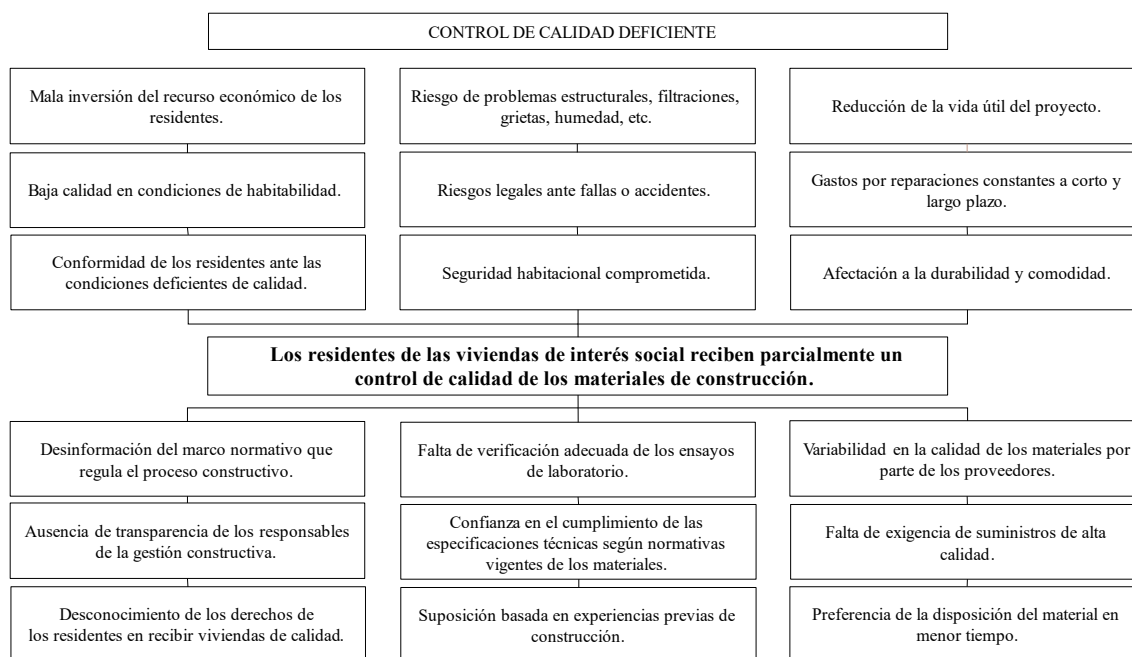 CONTROL DE CALIDAD DEFICIENTE
Mala inversión del recurso económico de los
residentes.
Riesgo de problemas estructurales, filtraciones,
grietas, humedad, etc.
Reducción de la vida útil del proyecto.
Baja calidad en condiciones de habitabilidad.
Riesgos legales ante fallas o accidentes.
Gastos por reparaciones constantes a corto y
largo plazo.
Conformidad de los residentes ante las
condiciones deficientes de calidad.
Seguridad habitacional comprometida.
Afectación a la durabilidad y comodidad.
Los residentes de las viviendas de interés social reciben parcialmente un
control de calidad de los materiales de construcción.
Desinformación del marco normativo que
regula el proceso constructivo.
Falta de verificación adecuada de los ensayos
de laboratorio.
Variabilidad en la calidad de los materiales por
parte de los proveedores.
Ausencia de transparencia de los responsables
de la gestión constructiva.
Confianza en el cumplimiento de las
especificaciones técnicas según normativas
vigentes de los materiales.
Falta de exigencia de suministros de alta
calidad.
Desconocimiento de los derechos de
los residentes en recibir viviendas de calidad.
Suposición basada en experiencias previas de
construcción.
Preferencia de la disposición del material en
menor tiempo.